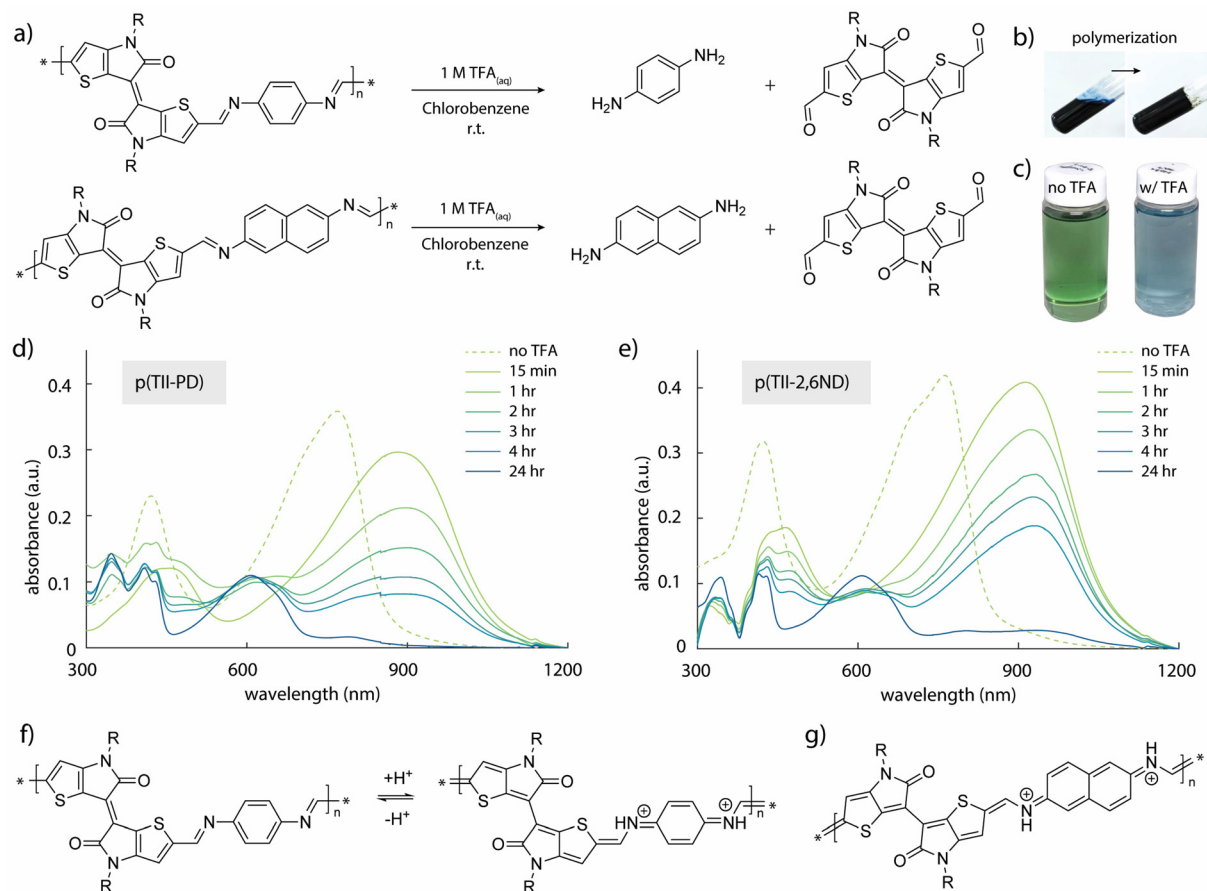 a)
R
N
O
*
S
n
*
N
N
O
N
R
1 M TFA(aq)
Chlorobenzene
r.t.
NH2
H2N
+
R
N
O
O
S
S
O
O
N
R
b)
polymerization
c)
no TFA
w/ TFA
R
N
O
S
S
N
N
n
*
*
O
N
R
1 M TFA(aq)
Chlorobenzene
r.t.
NH2
H2N
+
R
N
O
O
S
S
O
O
N
R
d)
p(TII-PD)
no TFA
15 min
1 hr
2 hr
3 hr
4 hr
24 hr
0.4
0.3
0.2
0.1
0
absorbance (a.u.)
300
600
900
1200
wavelength (nm)
e)
p(TII-2,6ND)
no TFA
15 min
1 hr
2 hr
3 hr
4 hr
24 hr
0.4
0.3
0.2
0.1
0
absorbance (a.u.)
300
600
900
1200
wavelength (nm)
f)
R
N
O
*
S
S
N
N
n
*
O
N
R
+H+
-H+
R
N
O
*
S
S
NH
NH
n
*
O
N
R
g)
R
N
O
S
S
N
H
H
N
n
*
*
O
N
R